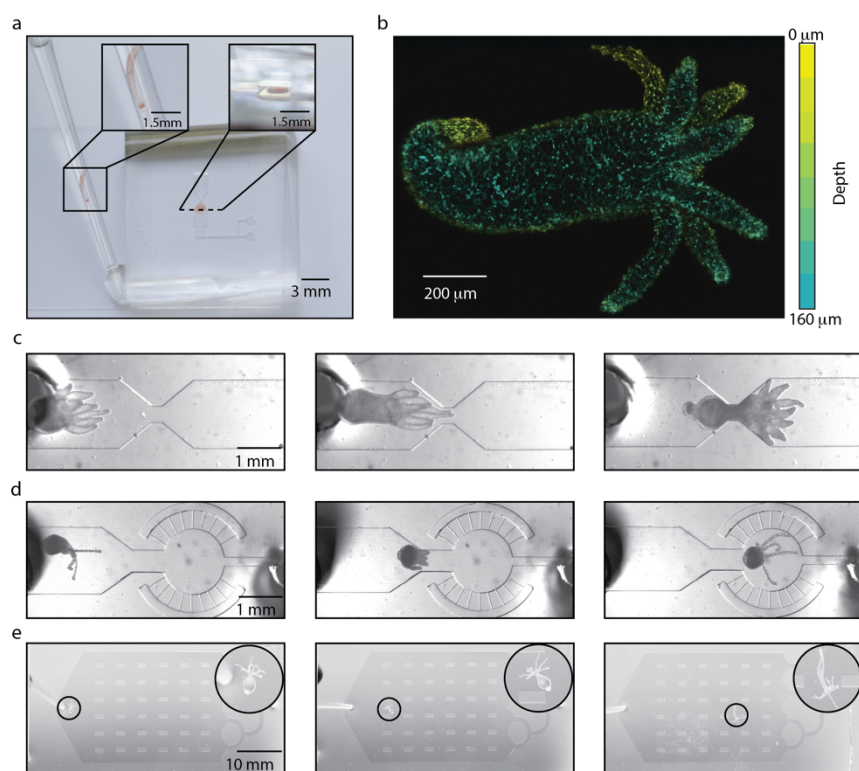 a
1.5mm
1.5mm
3 mm
b
0 μm
Depth
200 μm
160 μm
c
1 mm
d
1 mm
e
10 mm